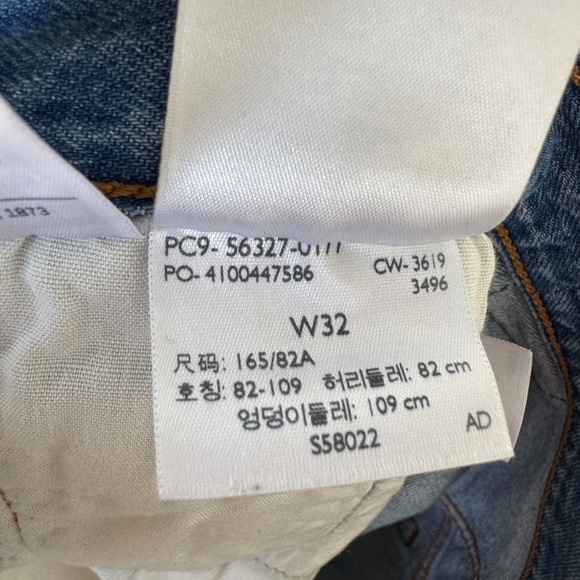 1873
PC9- 56327-0177
PO- 4100447586
CW- 3619
3496
W32
尺码: 165/82A
호칭: 82-109 허리둘레: 82 cm
엉덩이둘레: 109 cm
S58022
AD